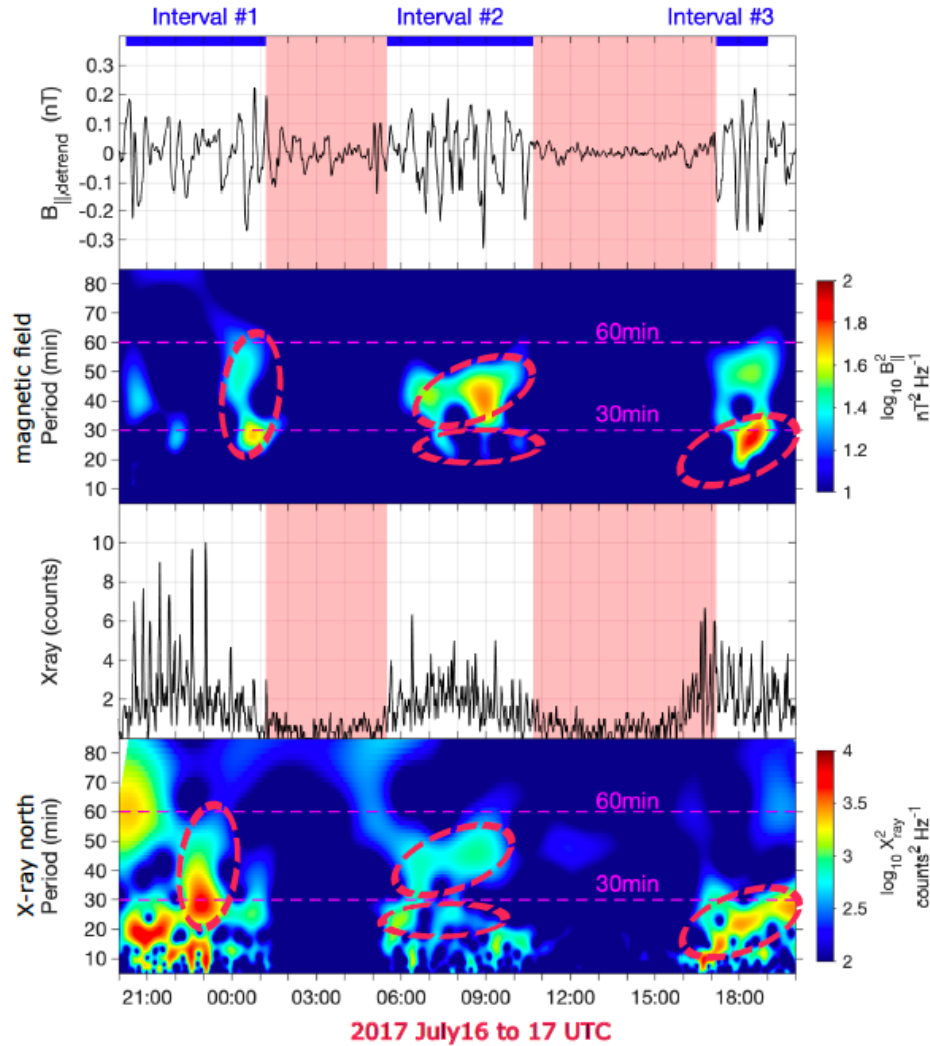 Interval #1 Interval #2 Interval #3
B||,detrend (nT)
0.3
0.2
0.1
0
-0.1
-0.2
-0.3
magnetic field
Period (min)
80
70
60
50
40
30
20
10
60min
30min
2
1.8
1.6
1.4
1.2
1
log10 B||2
nT2 Hz-1
Xray (counts)
10
8
6
4
2
X-ray north
Period (min)
80
70
60
50
40
30
20
10
60min
30min
4
3.5
3
2.5
2
log10 Xray2
counts2 Hz-1
21:00 00:00 03:00 06:00 09:00 12:00 15:00 18:00
2017 July16 to 17 UTC